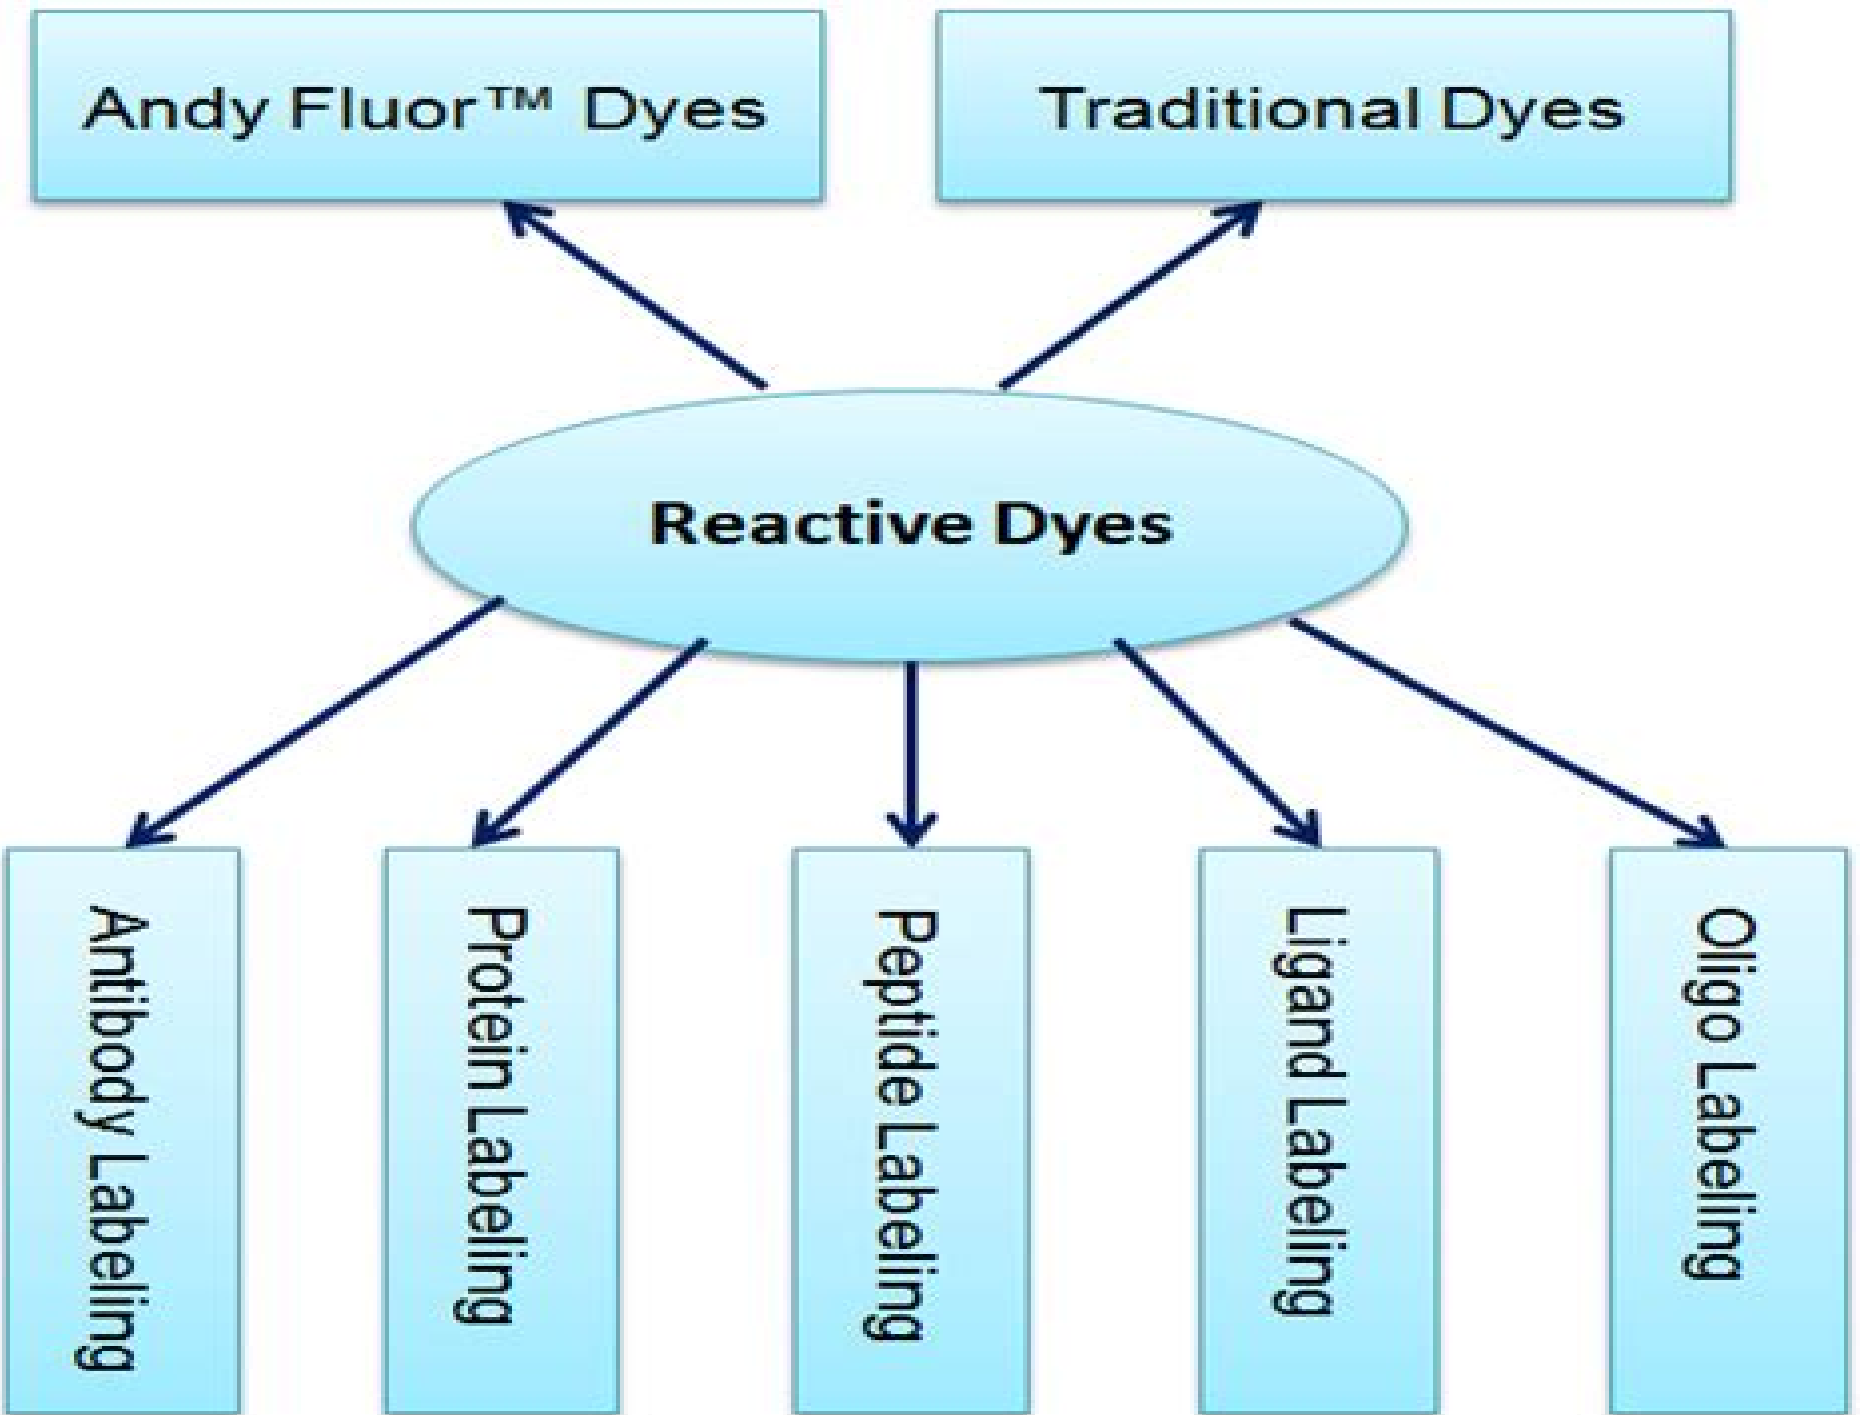 Andy Fluor™ Dyes
Traditional Dyes
Reactive Dyes
Antibody Labeling
Protein Labeling
Peptide Labeling
Ligand Labeling
Oligo Labeling